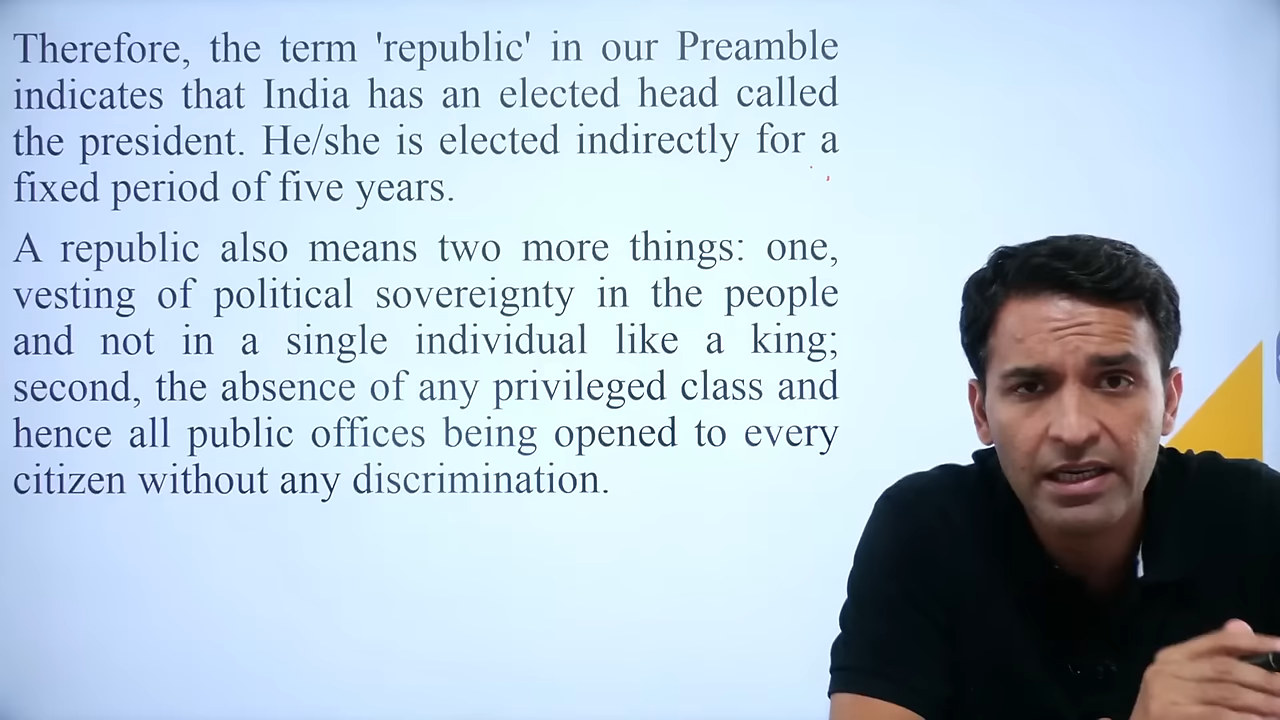 Therefore, the term 'republic' in our Preamble
indicates that India has an elected head called
the president. He/she is elected indirectly for a
fixed period of five years.
A republic also means two more things: one,
vesting of political sovereignty in the people
and not in a single individual like a king;
second, the absence of any privileged class and
hence all public offices being opened to every
citizen without any discrimination.